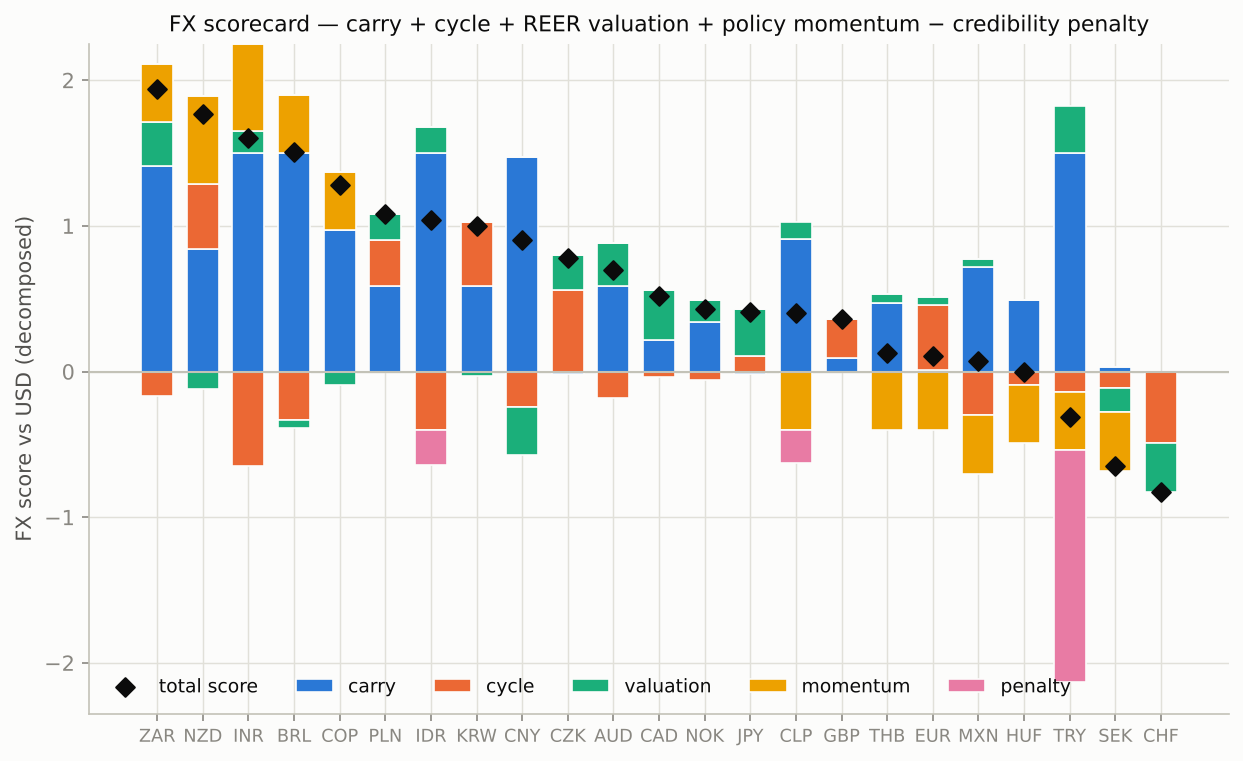 FX scorecard — carry + cycle + REER valuation + policy momentum − credibility penalty
FX score vs USD (decomposed)
2
1
0
−1
−2
total score carry cycle valuation momentum penalty
ZAR NZD INR BRL COP PLN IDR KRW CNY CZK AUD CAD NOK JPY CLP GBP THB EUR MXN HUF TRY SEK CHF